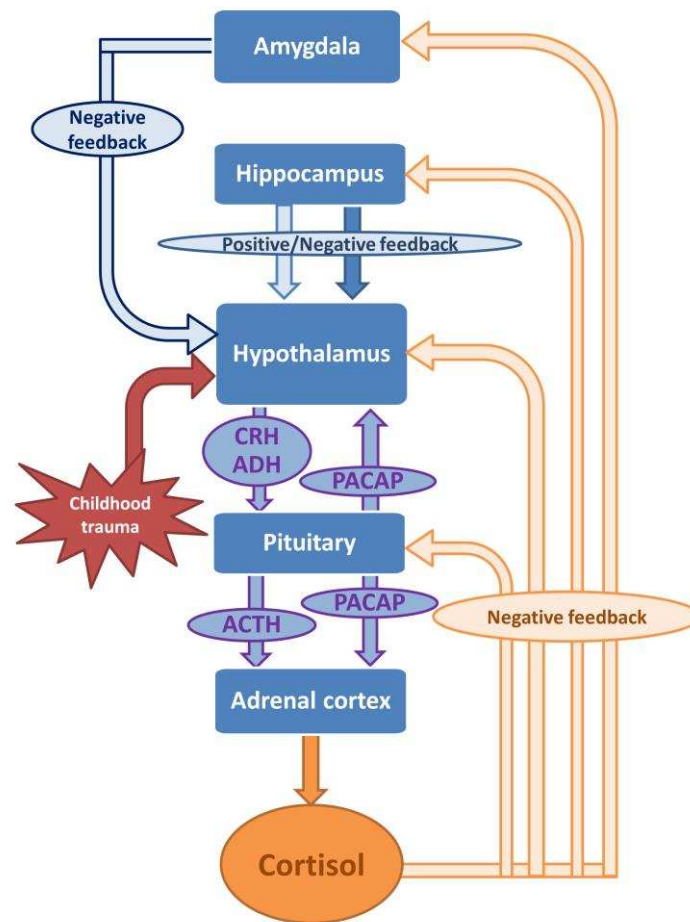 Amygdala
Negative
feedback
Hippocampus
Positive/Negative feedback
Hypothalamus
CRH
ADH
PACAP
Childhood
trauma
Pituitary
PACAP
ACTH
Negative feedback
Adrenal cortex
Cortisol